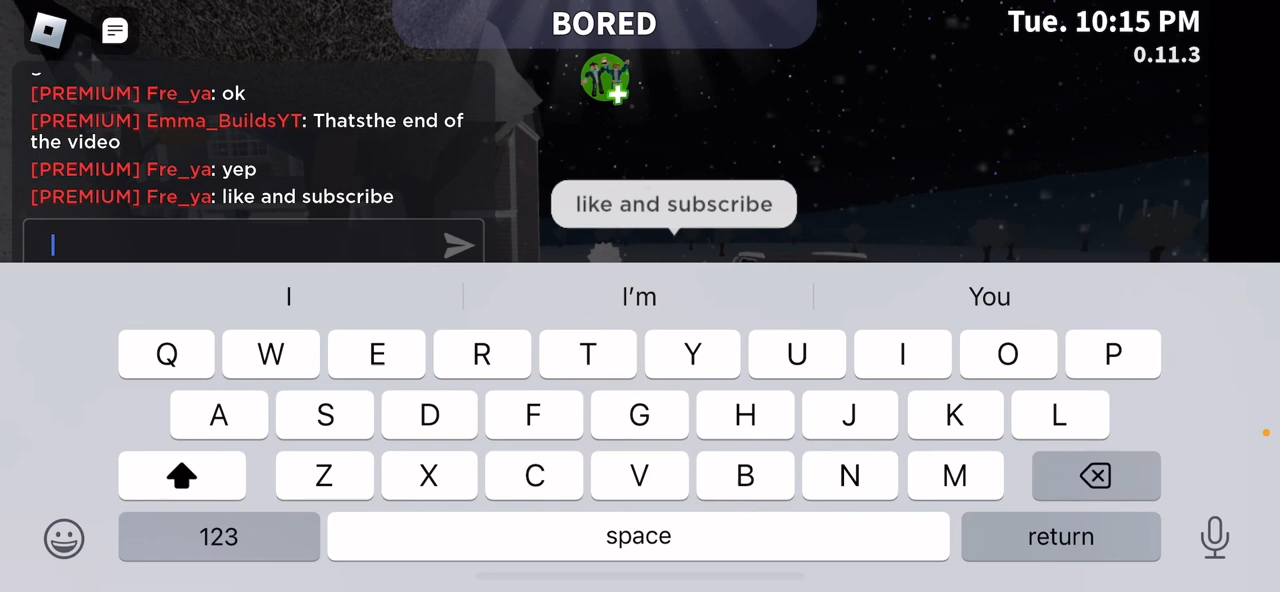 BORED
Tue. 10:15 PM
0.11.3
[PREMIUM] Fre_ya: ok
[PREMIUM] Emma_BuildsYT: Thatsthe end of
the video
[PREMIUM] Fre_ya: yep
[PREMIUM] Fre_ya: like and subscribe
like and subscribe
I I'm You
Q W E R T Y U I O P
A S D F G H J K L
Z X C V B N M
123 space return